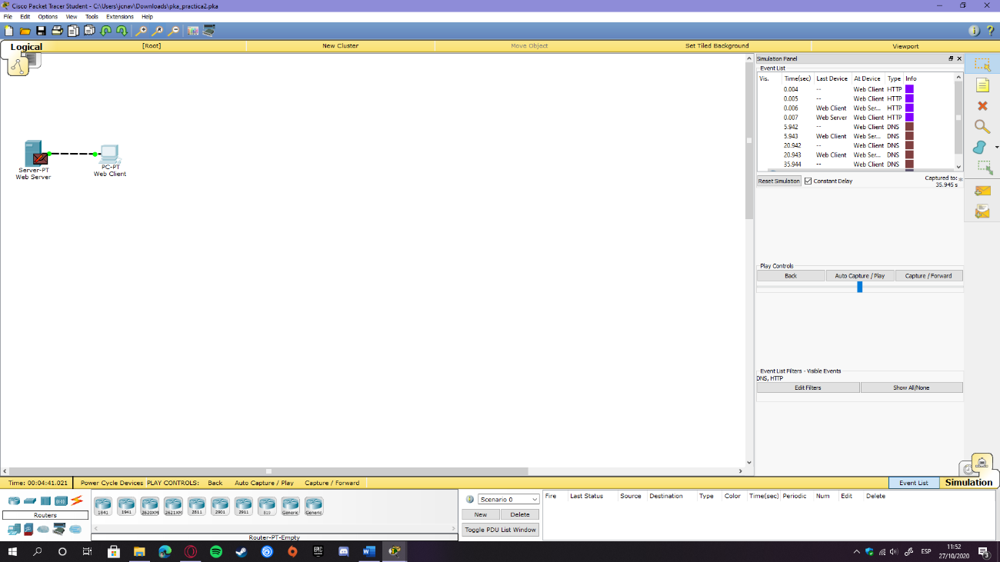 Cisco Packet Tracer Student - C:\Users\jcnav\Downloads\pka_practica2.pka
File Edit Options View Tools Extensions Help
Logical [Root] New Cluster Move Object Set Tiled Background Viewport
Server-PT
Web Server
PC-PT
Web Client
Simulation Panel
Event List
Vis. Time(sec) Last Device At Device Type Info
0.004 -- Web Client HTTP
0.005 -- Web Client HTTP
0.006 Web Client Web Ser... HTTP
0.007 Web Server Web Client HTTP
5.942 -- Web Client DNS
5.943 Web Client Web Ser... DNS
20.942 -- Web Client DNS
20.943 Web Client Web Ser... DNS
35.944 -- Web Client DNS
Reset Simulation Constant Delay Captured to: *
35.945 s
Play Controls
Back Auto Capture / Play Capture / Forward
Event List Filters - Visible Events
DNS, HTTP
Edit Filters Show All/None
Time: 00:04:41.021 Power Cycle Devices PLAY CONTROLS: Back Auto Capture / Play Capture / Forward Event List Simulation
Routers
1841 1941 2620XM 2621XM 2811 2901 2911 819 Generic Generic
Router-PT-Empty
Scenario 0
New Delete
Toggle PDU List Window
Fire Last Status Source Destination Type Color Time(sec) Periodic Num Edit Delete
EPIC
ESP
11:52
27/10/2020
3